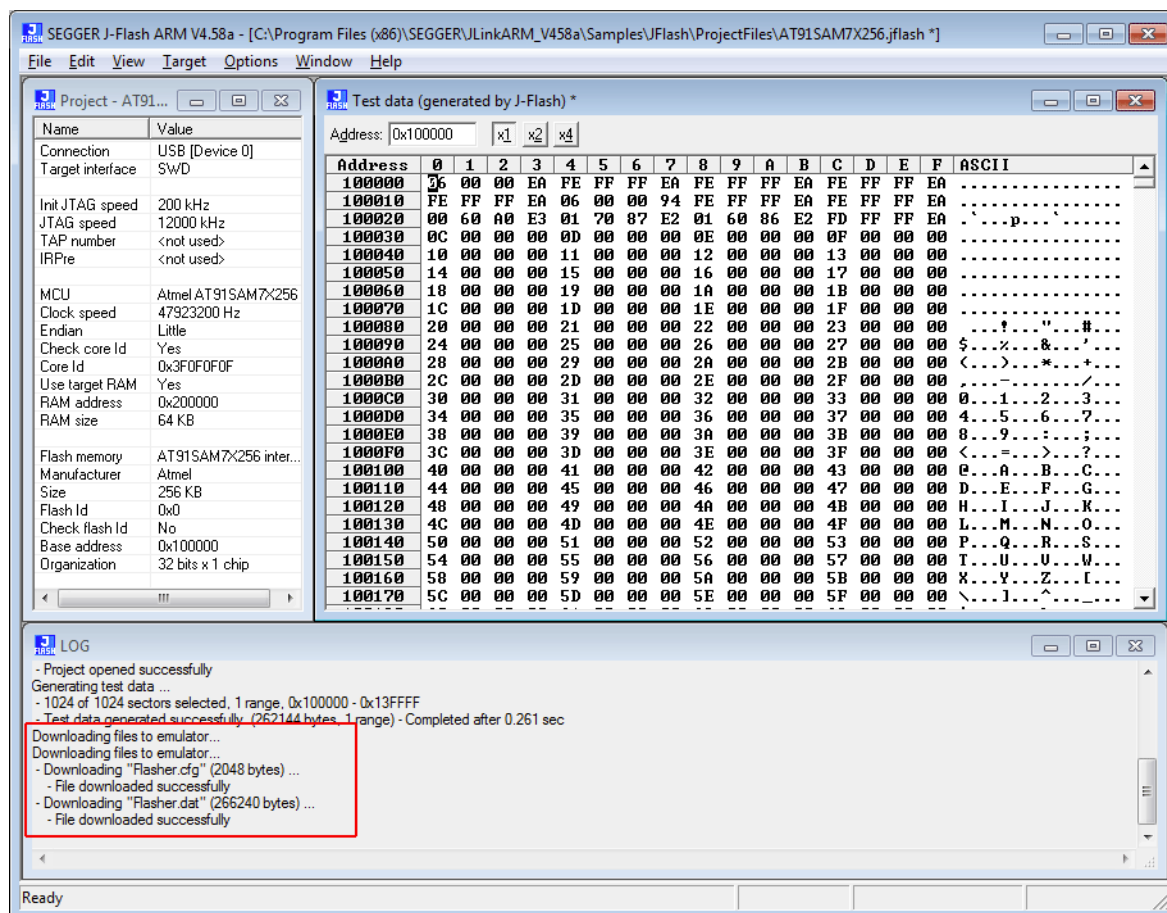 SEGGER J-Flash ARM V4.58a - [C:\Program Files (x86)\SEGGER\JLinkARM_V458a\Samples\JFlash\ProjectFiles\AT91SAM7X256.jflash *]
File Edit View Target Options Window Help
Project - AT91...
Name Value
Connection USB [Device 0]
Target interface SWD
Init JTAG speed 200 kHz
JTAG speed 12000 kHz
TAP number <not used>
IRPre <not used>
MCU Atmel AT91SAM7X256
Clock speed 47923200 Hz
Endian Little
Check core Id Yes
Core Id 0x3F0F0F0F
Use target RAM Yes
RAM address 0x200000
RAM size 64 KB
Flash memory AT91SAM7X256 inter...
Manufacturer Atmel
Size 256 KB
Flash Id 0x0
Check flash Id No
Base address 0x100000
Organization 32 bits x 1 chip
Test data (generated by J-Flash) *
Address: 0x100000 x1 x2 x4
Address 0 1 2 3 4 5 6 7 8 9 A B C D E F ASCII
100000 06 00 00 EA FE FF FF EA FE FF FF EA FE FF FF EA ................
100010 FE FF FF EA 06 00 00 94 FE FF FF EA FE FF FF EA ................
100020 00 60 A0 E3 01 70 87 E2 01 60 86 E2 FD FF FF EA .`...p...`......
100030 0C 00 00 00 0D 00 00 00 0E 00 00 00 0F 00 00 00 ................
100040 10 00 00 00 11 00 00 00 12 00 00 00 13 00 00 00 ................
100050 14 00 00 00 15 00 00 00 16 00 00 00 17 00 00 00 ................
100060 18 00 00 00 19 00 00 00 1A 00 00 00 1B 00 00 00 ................
100070 1C 00 00 00 1D 00 00 00 1E 00 00 00 1F 00 00 00 ................
100080 20 00 00 00 21 00 00 00 22 00 00 00 23 00 00 00 ...!..."...#...
100090 24 00 00 00 25 00 00 00 26 00 00 00 27 00 00 00 $...%...&...'...
1000A0 28 00 00 00 29 00 00 00 2A 00 00 00 2B 00 00 00 (...)...*...+...
1000B0 2C 00 00 00 2D 00 00 00 2E 00 00 00 2F 00 00 00 ,...-......./...
1000C0 30 00 00 00 31 00 00 00 32 00 00 00 33 00 00 00 0...1...2...3...
1000D0 34 00 00 00 35 00 00 00 36 00 00 00 37 00 00 00 4...5...6...7...
1000E0 38 00 00 00 39 00 00 00 3A 00 00 00 3B 00 00 00 8...9...:...;...
1000F0 3C 00 00 00 3D 00 00 00 3E 00 00 00 3F 00 00 00 <...=...>...?...
100100 40 00 00 00 41 00 00 00 42 00 00 00 43 00 00 00 @...A...B...C...
100110 44 00 00 00 45 00 00 00 46 00 00 00 47 00 00 00 D...E...F...G...
100120 48 00 00 00 49 00 00 00 4A 00 00 00 4B 00 00 00 H...I...J...K...
100130 4C 00 00 00 4D 00 00 00 4E 00 00 00 4F 00 00 00 L...M...N...O...
100140 50 00 00 00 51 00 00 00 52 00 00 00 53 00 00 00 P...Q...R...S...
100150 54 00 00 00 55 00 00 00 56 00 00 00 57 00 00 00 T...U...V...W...
100160 58 00 00 00 59 00 00 00 5A 00 00 00 5B 00 00 00 X...Y...Z...[...
100170 5C 00 00 00 5D 00 00 00 5E 00 00 00 5F 00 00 00 \...]...^..._...
LOG
- Project opened successfully
Generating test data ...
- 1024 of 1024 sectors selected, 1 range, 0x100000 - 0x13FFFF
- Test data generated successfully. (262144 bytes, 1 range) - Completed after 0.261 sec
Downloading files to emulator...
Downloading files to emulator...
- Downloading "Flasher.cfg" (2048 bytes) ...
- File downloaded successfully
- Downloading "Flasher.dat" (266240 bytes) ...
- File downloaded successfully
Ready